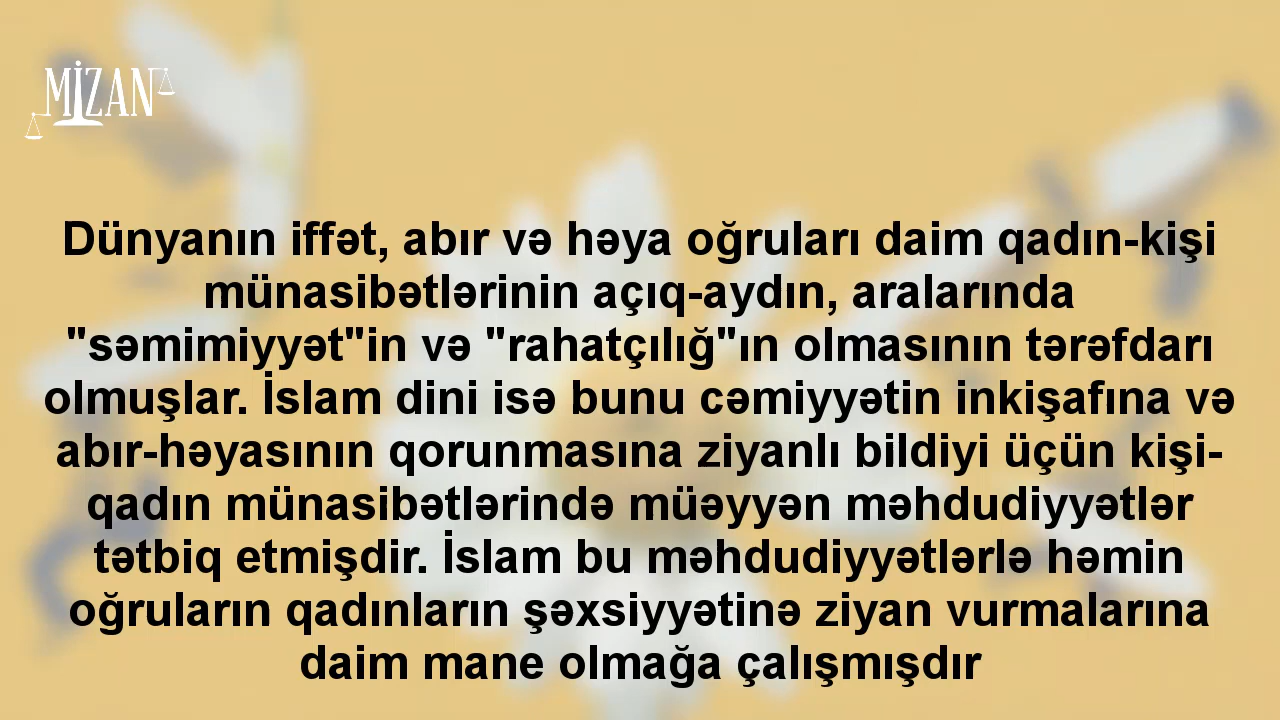 MİZAN
Dünyanın iffət, abır və həya oğruları daim qadın-kişi
münasibətlərinin açıq-aydın, aralarında
"səmimiyyət"in və "rahatçılığ"ın olmasının tərəfdarı
olmuşlar. İslam dini isə bunu cəmiyyətin inkişafına və
abır-həyasının qorunmasına ziyanlı bildiyi üçün kişi-
qadın münasibətlərində müəyyən məhdudiyyətlər
tətbiq etmişdir. İslam bu məhdudiyyətlərlə həmin
oğruların qadınların şəxsiyyətinə ziyan vurmalarına
daim mane olmağa çalışmışdır